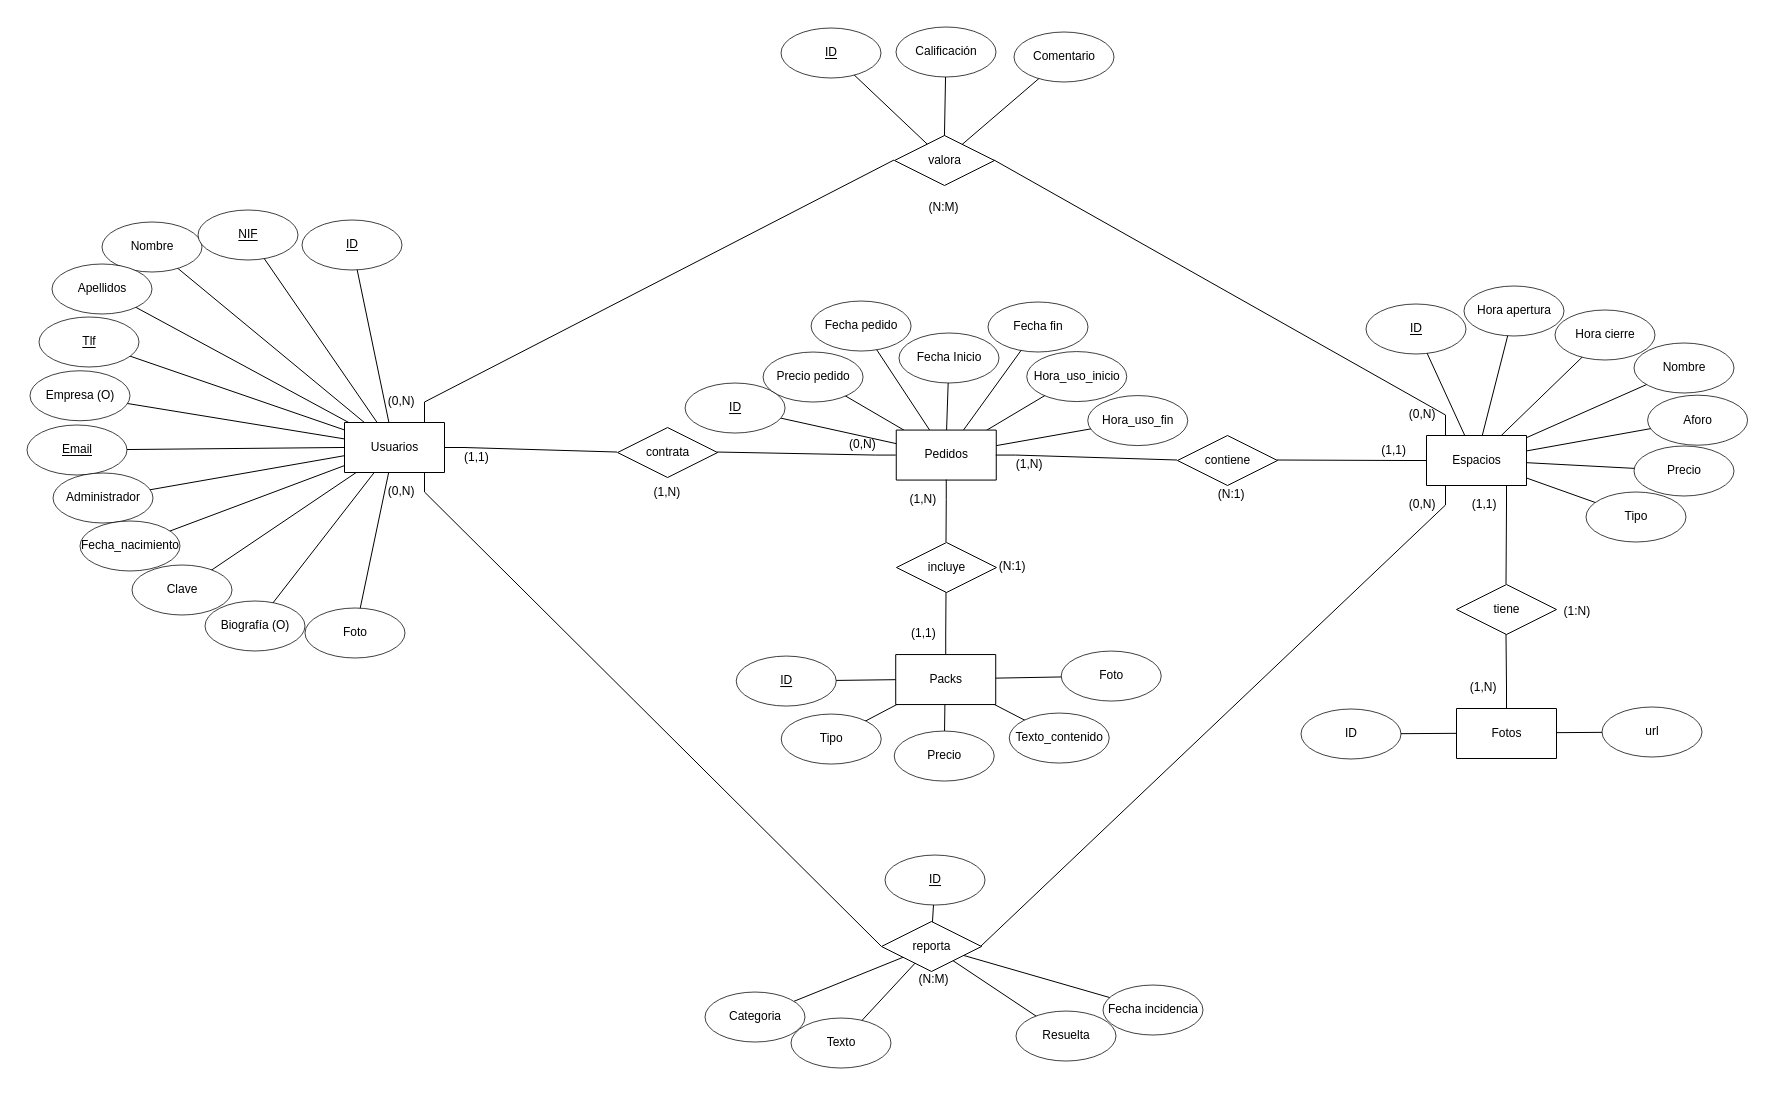 ID
Calificación
Comentario
valora
(N:M)
ID
NIF
Nombre
Apellidos
Tlf
Empresa (O)
Email
Administrador
Fecha_nacimiento
Clave
Biografía (O)
Foto
Usuarios
(0,N)
(1,1)
(0,N)
contrata
(1,N)
(0,N)
ID
Precio pedido
Fecha pedido
Fecha Inicio
Fecha fin
Hora_uso_inicio
Hora_uso_fin
Pedidos
(1,N)
(1,N)
contiene
(N:1)
(1,1)
(0,N)
ID
Hora apertura
Hora cierre
Nombre
Aforo
Precio
Tipo
Espacios
(0,N)
(1,1)
incluye
(N:1)
(1,1)
Packs
ID
Tipo
Precio
Texto_contenido
Foto
tiene
(1:N)
(1,N)
Fotos
ID
url
ID
reporta
(N:M)
Categoria
Texto
Resuelta
Fecha incidencia